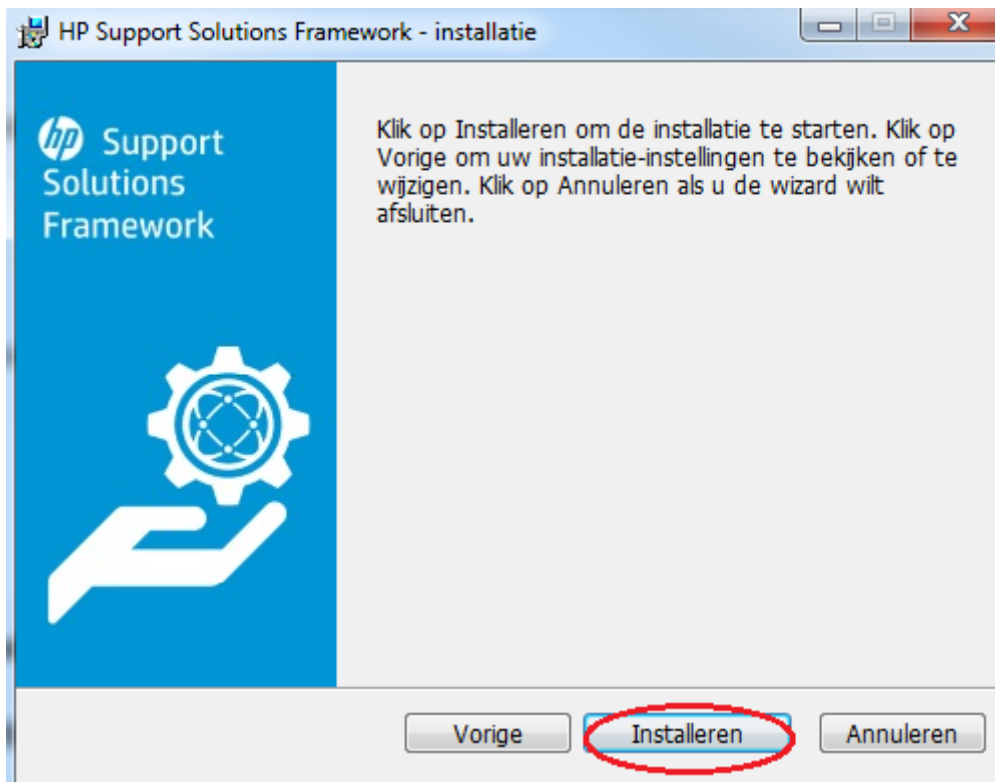 HP Support Solutions Framework - installatie
X
hp Support
Solutions
Framework
Klik op Installeren om de installatie te starten. Klik op
Vorige om uw installatie-instellingen te bekijken of te
wijzigen. Klik op Annuleren als u de wizard wilt
afsluiten.
Vorige Installeren Annuleren